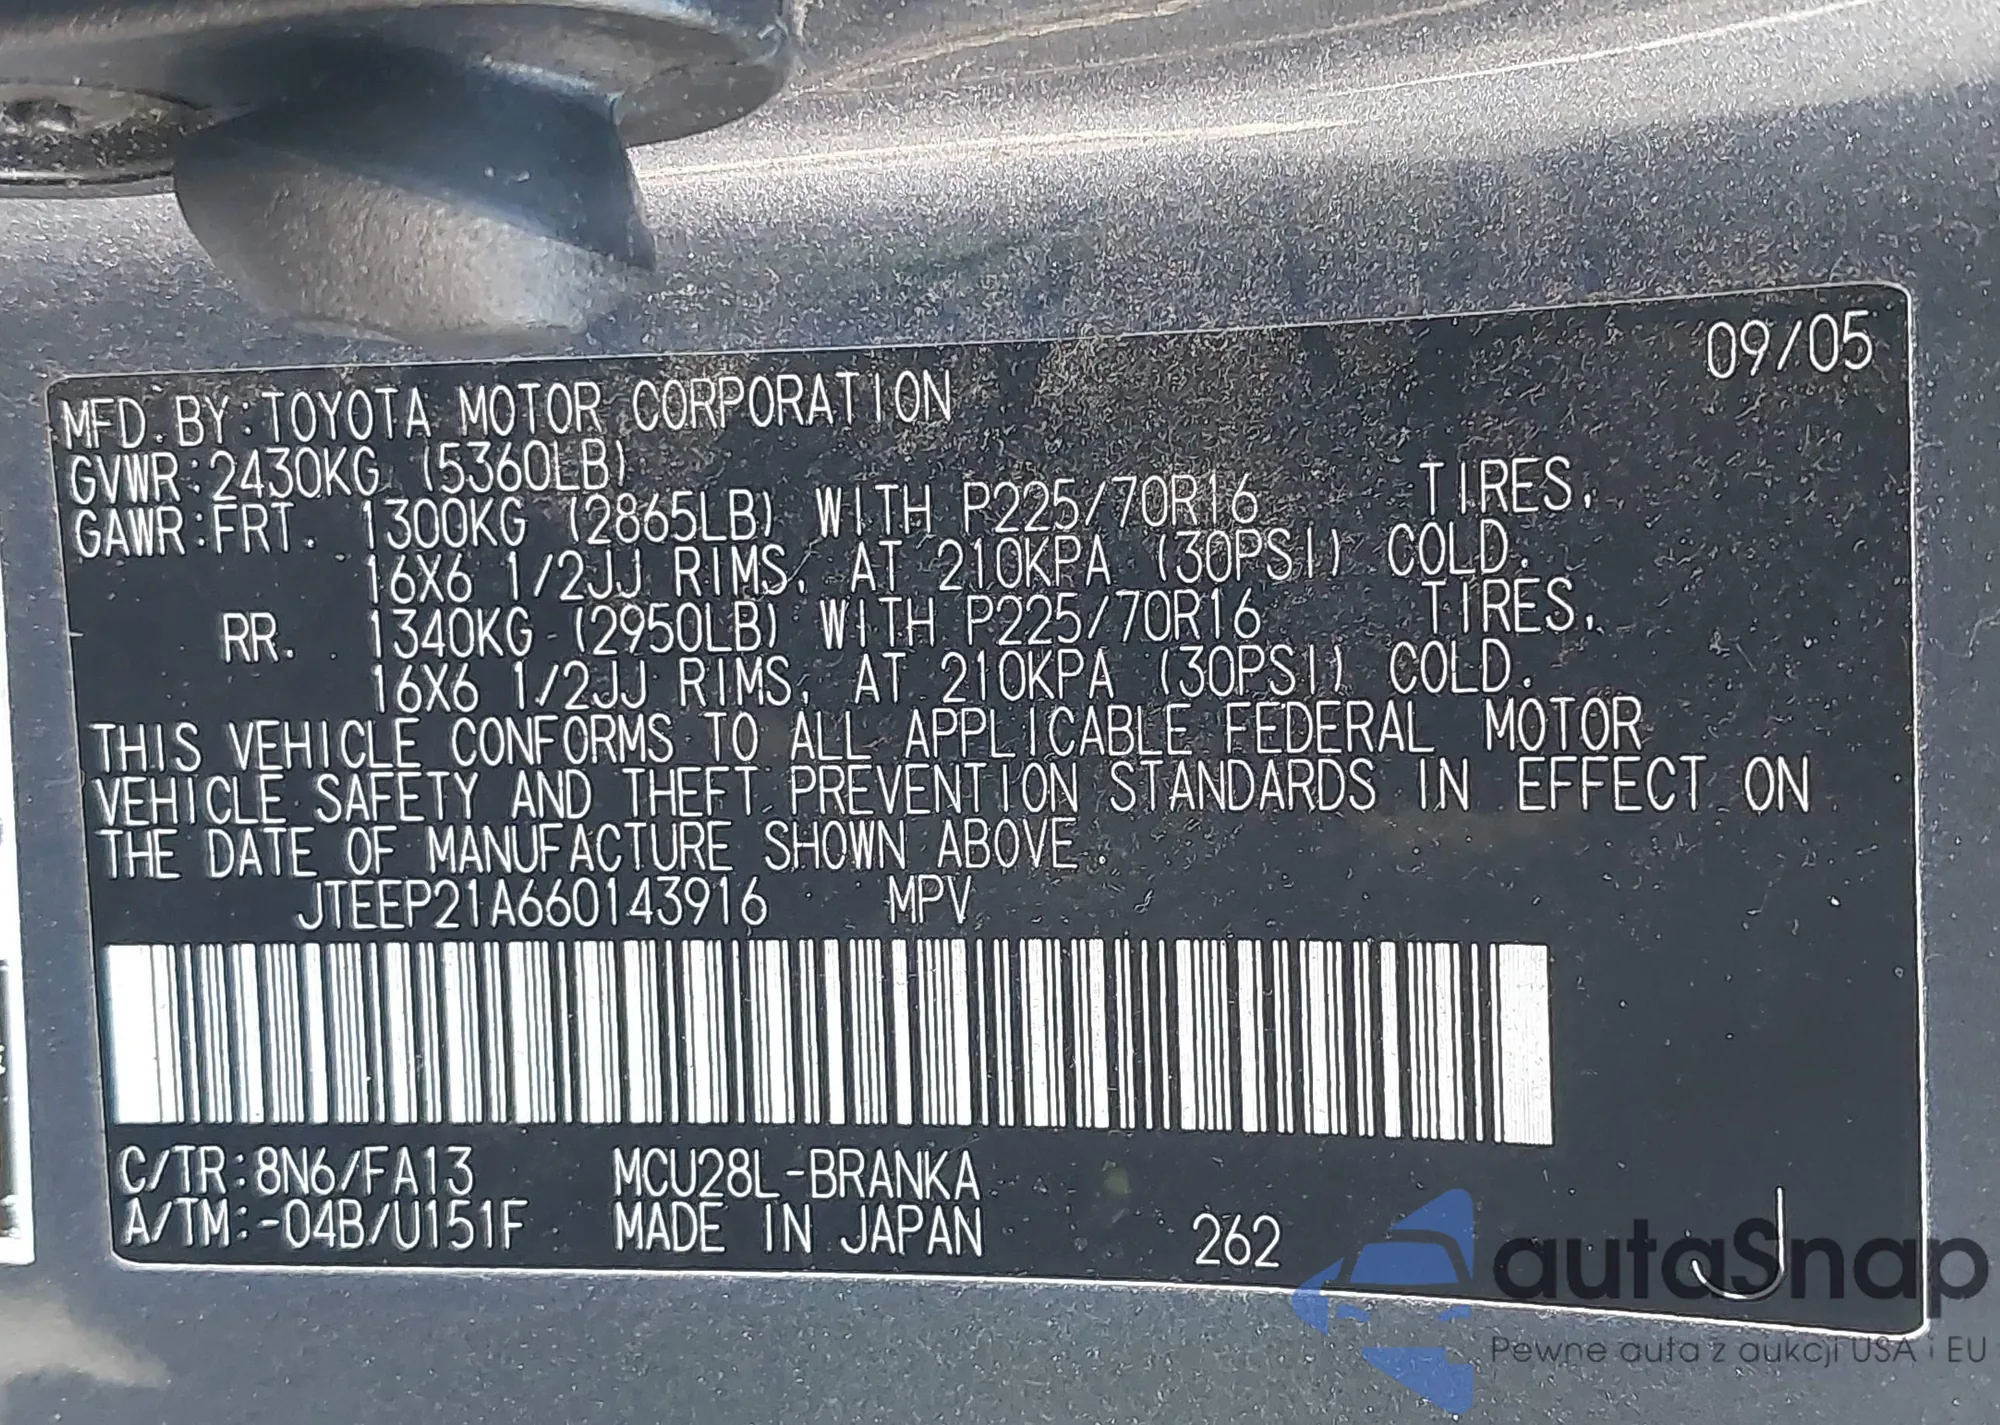 09/05
MFD. BY: TOYOTA MOTOR CORPORATION
GVWR: 2430KG (5360LB)
GAWR: FRT. 1300KG (2865LB) WITH P225/70R16 TIRES,
16X6 1/2JJ RIMS, AT 210KPA (30PSI) COLD.
RR. 1340KG (2950LB) WITH P225/70R16 TIRES,
16X6 1/2JJ RIMS, AT 210KPA (30PSI) COLD.
THIS VEHICLE CONFORMS TO ALL APPLICABLE FEDERAL MOTOR
VEHICLE SAFETY AND THEFT PREVENTION STANDARDS IN EFFECT ON
THE DATE OF MANUFACTURE SHOWN ABOVE.
JTEEP21A660143916 MPV
C/TR: 8N6/FA13 MCU28L-BRANKA
A/TM: -04B/U151F MADE IN JAPAN 262 J
autoSnap
Pewne auta z aukcji USA i EU